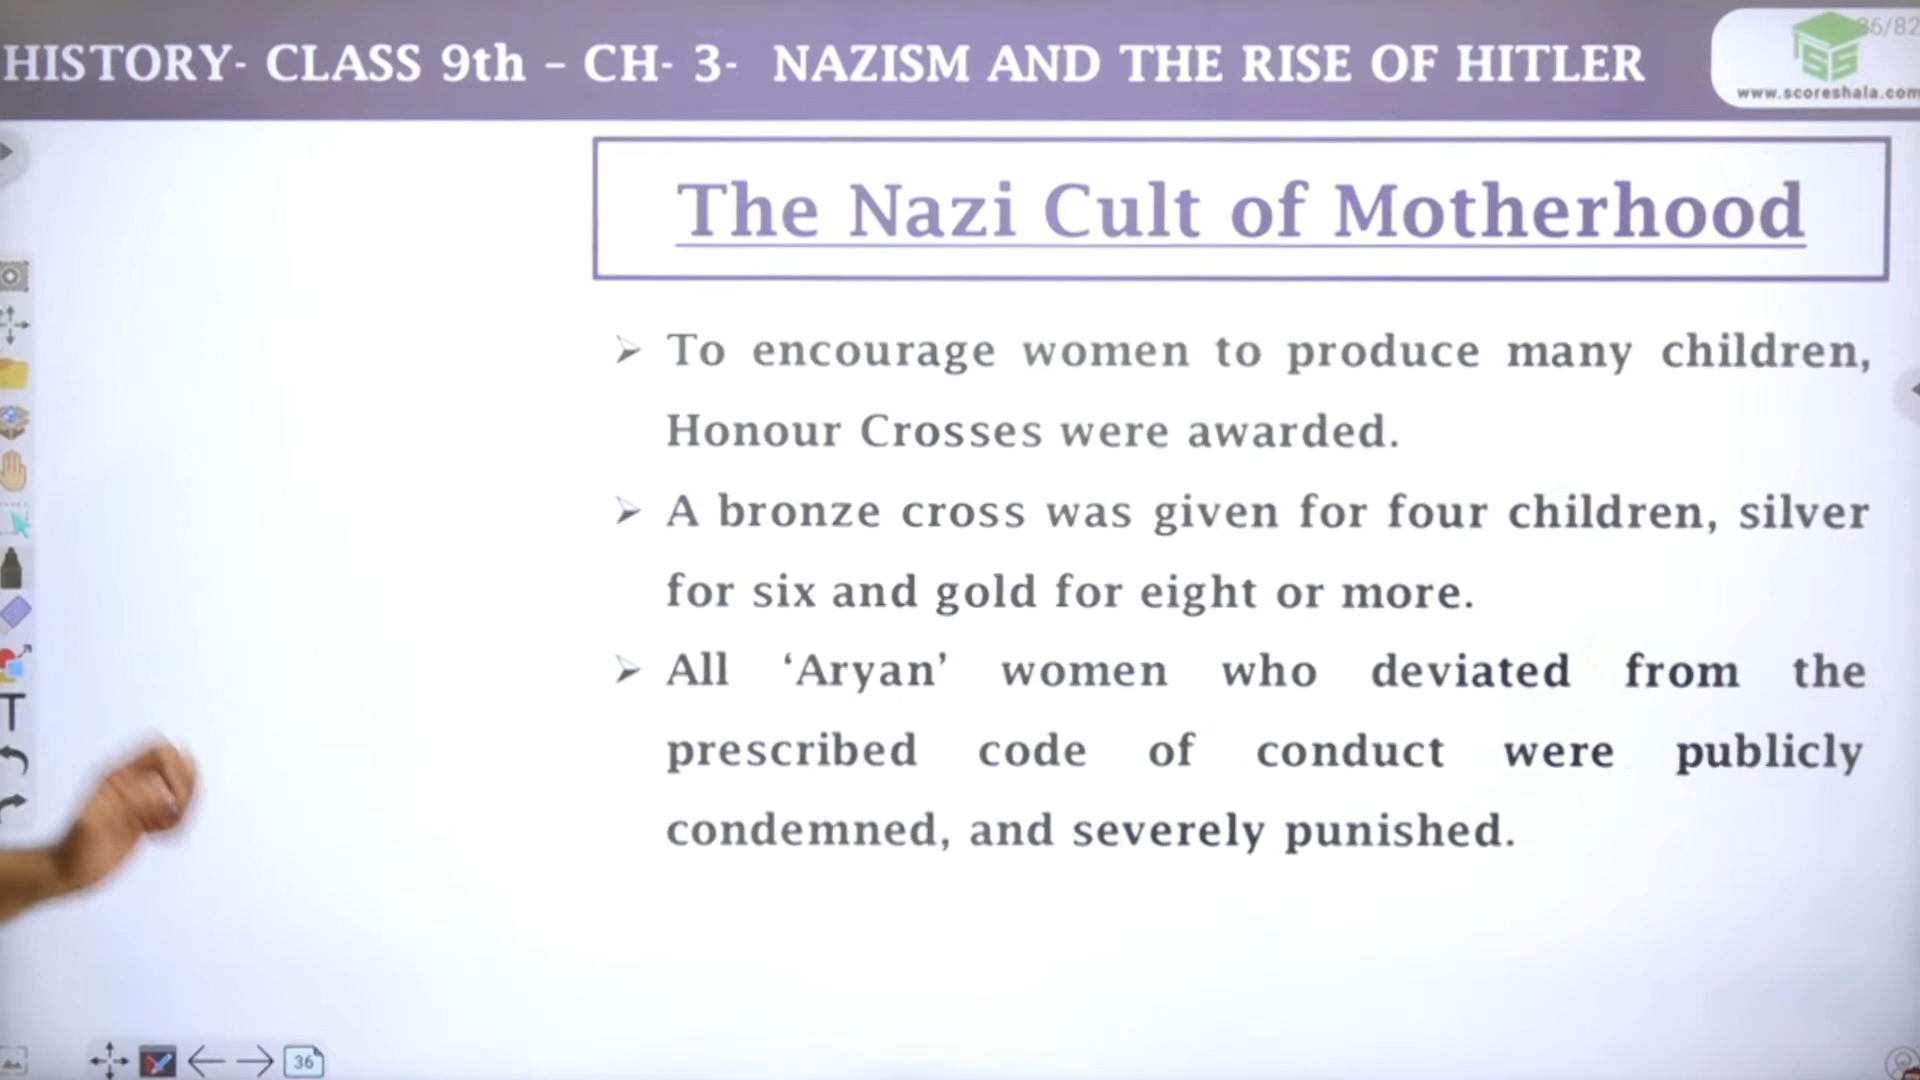 HISTORY- CLASS 9th – CH- 3- NAZISM AND THE RISE OF HITLER
36/82
www.scoreshala.com
The Nazi Cult of Motherhood
➢ To encourage women to produce many children,
Honour Crosses were awarded.
➢ A bronze cross was given for four children, silver
for six and gold for eight or more.
➢ All ‘Aryan’ women who deviated from the
prescribed code of conduct were publicly
condemned, and severely punished.
36